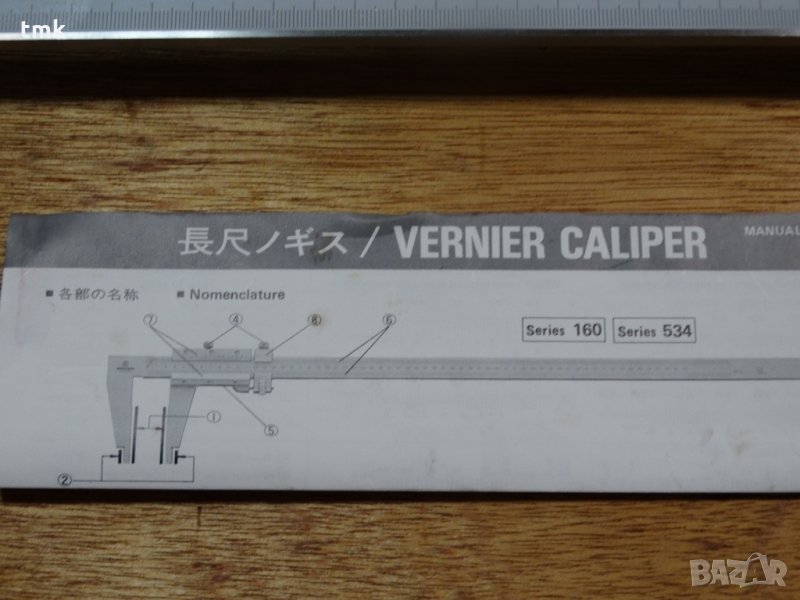 tmk
長尺ノギス / VERNIER CALIPER
MANUAL
■ 各部の名称 ■ Nomenclature
⑦ ④ ⑧ ⑥
Series 160 Series 534
①
⑤
②
BAZAR